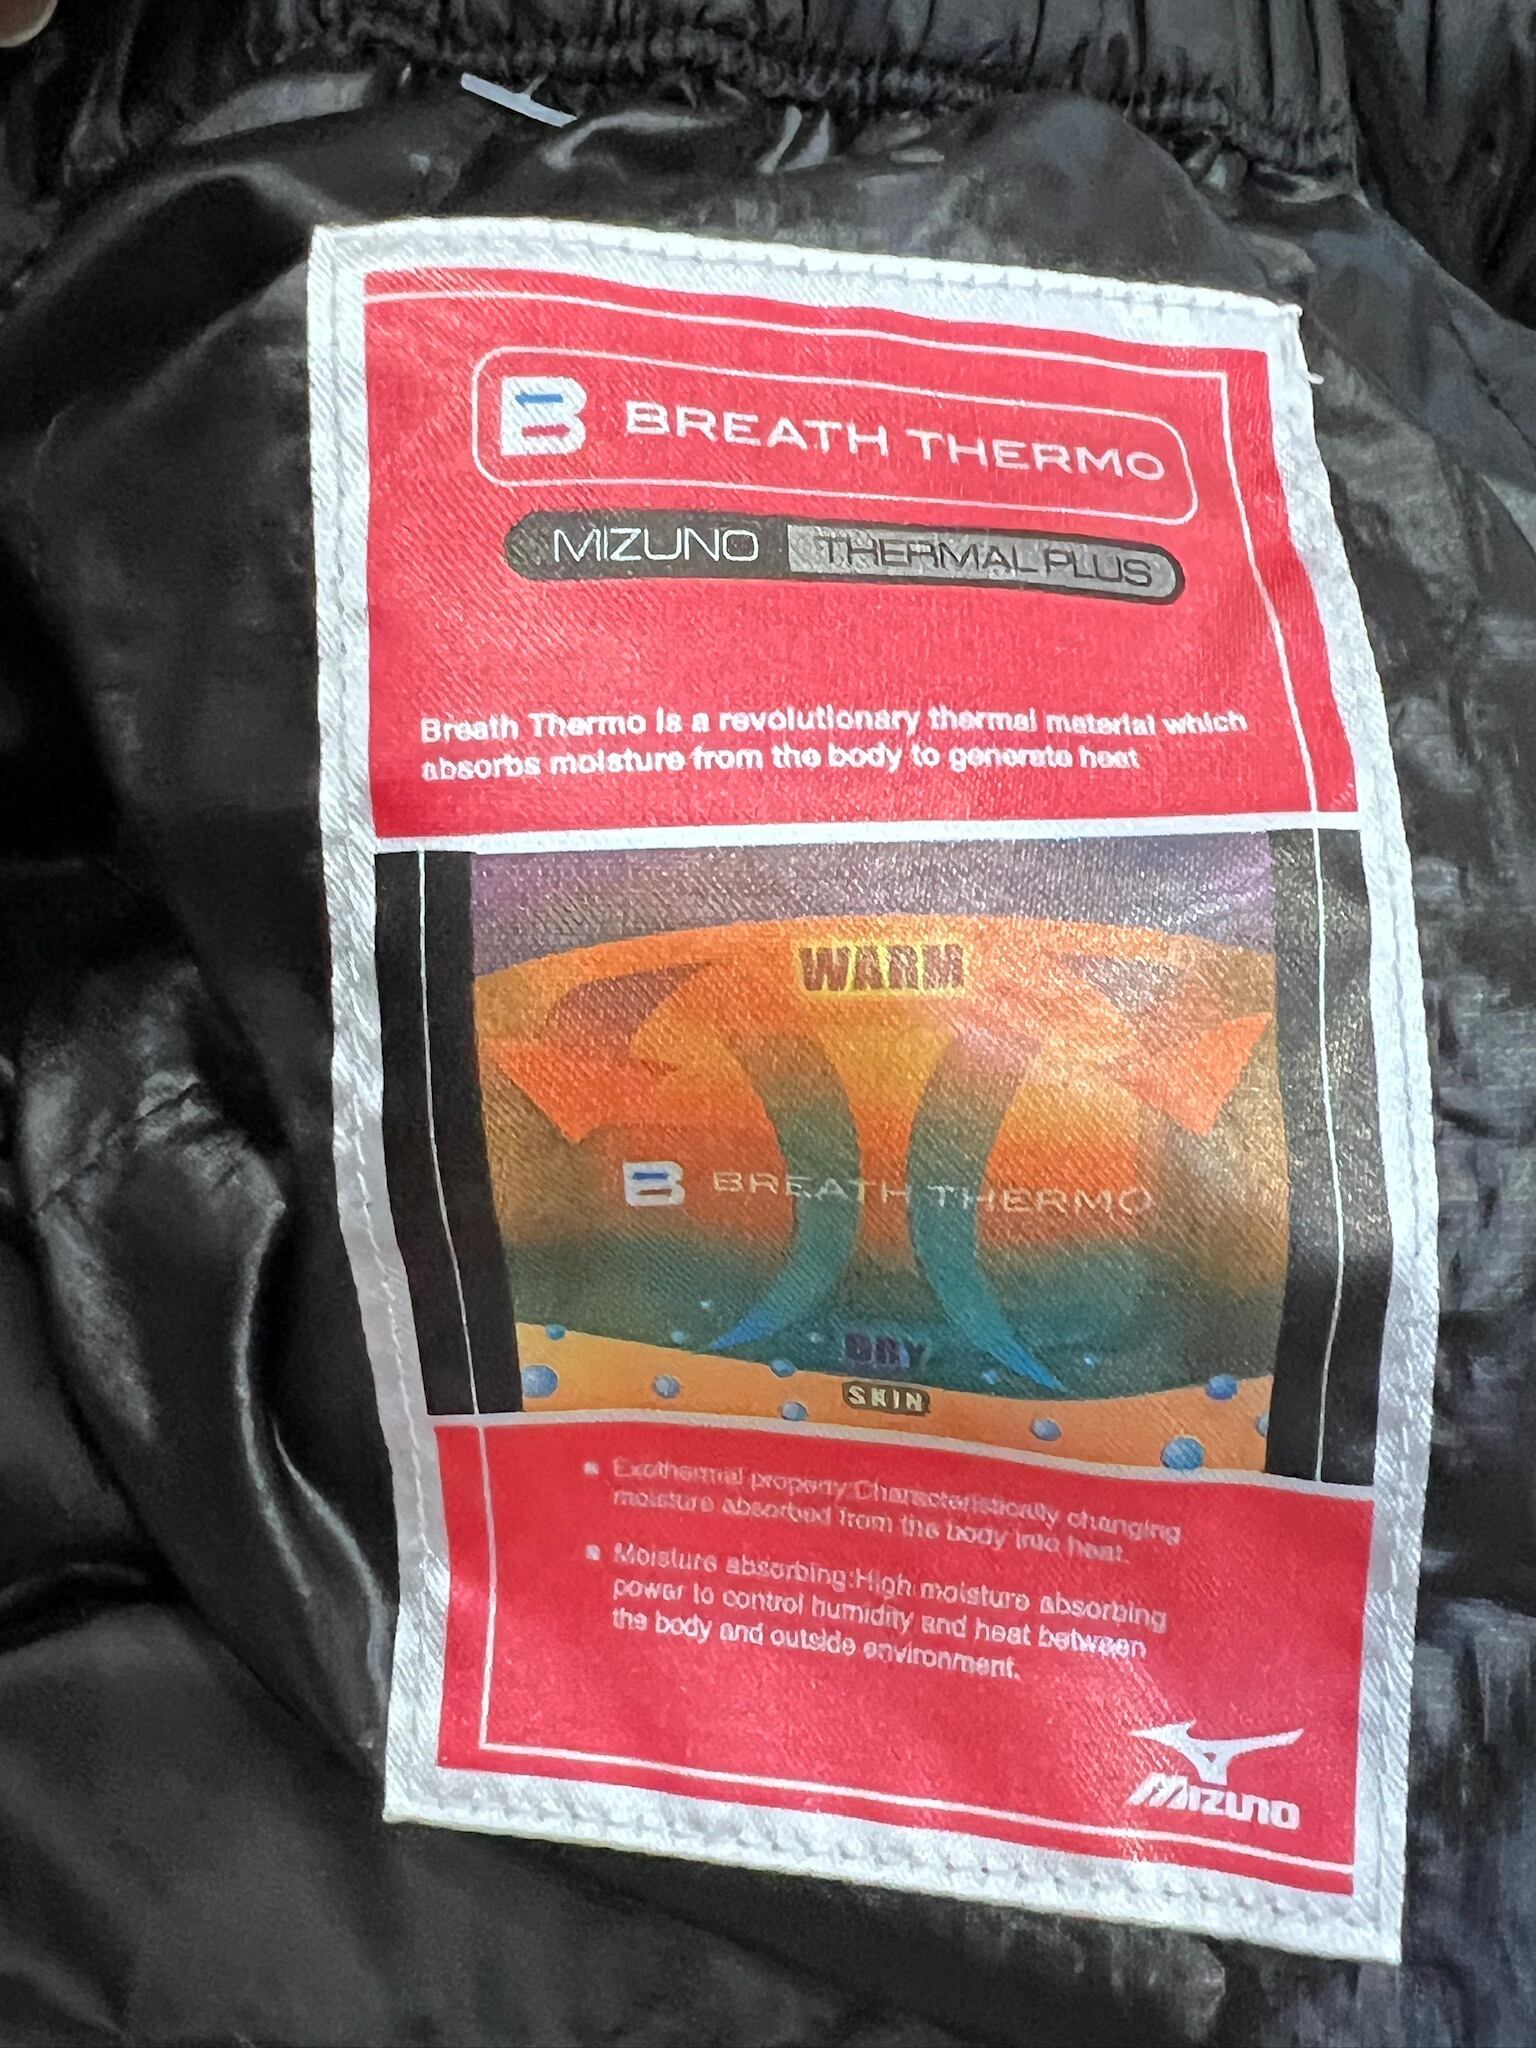 B BREATH THERMO
MIZUNO THERMAL PLUS
Breath Thermo is a revolutionary thermal material which
absorbs moisture from the body to generate heat
WARM
B BREATH THERMO
DRY
SKIN
▪ Exothermal property:Characteristically changing
moisture absorbed from the body into heat.
▪ Moisture absorbing:High moisture absorbing
power to control humidity and heat between
the body and outside environment.
MIZUNO